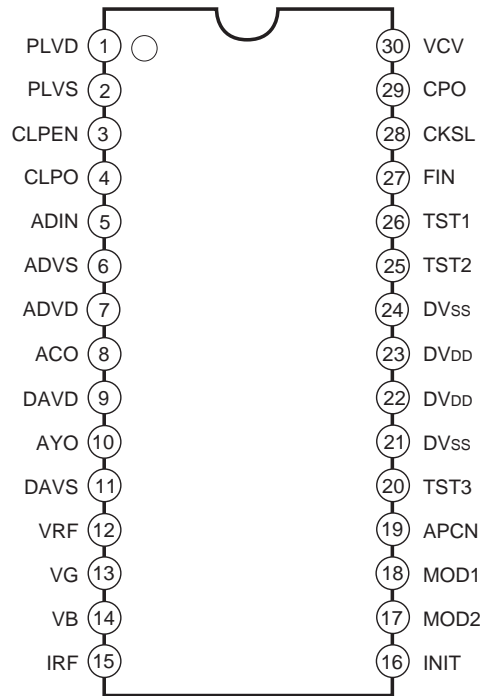 PLVD 1 30 VCV
PLVS 2 29 CPO
CLPEN 3 28 CKSL
CLPO 4 27 FIN
ADIN 5 26 TST1
ADVS 6 25 TST2
ADVD 7 24 DVss
ACO 8 23 DVDD
DAVD 9 22 DVDD
AYO 10 21 DVss
DAVS 11 20 TST3
VRF 12 19 APCN
VG 13 18 MOD1
VB 14 17 MOD2
IRF 15 16 INIT